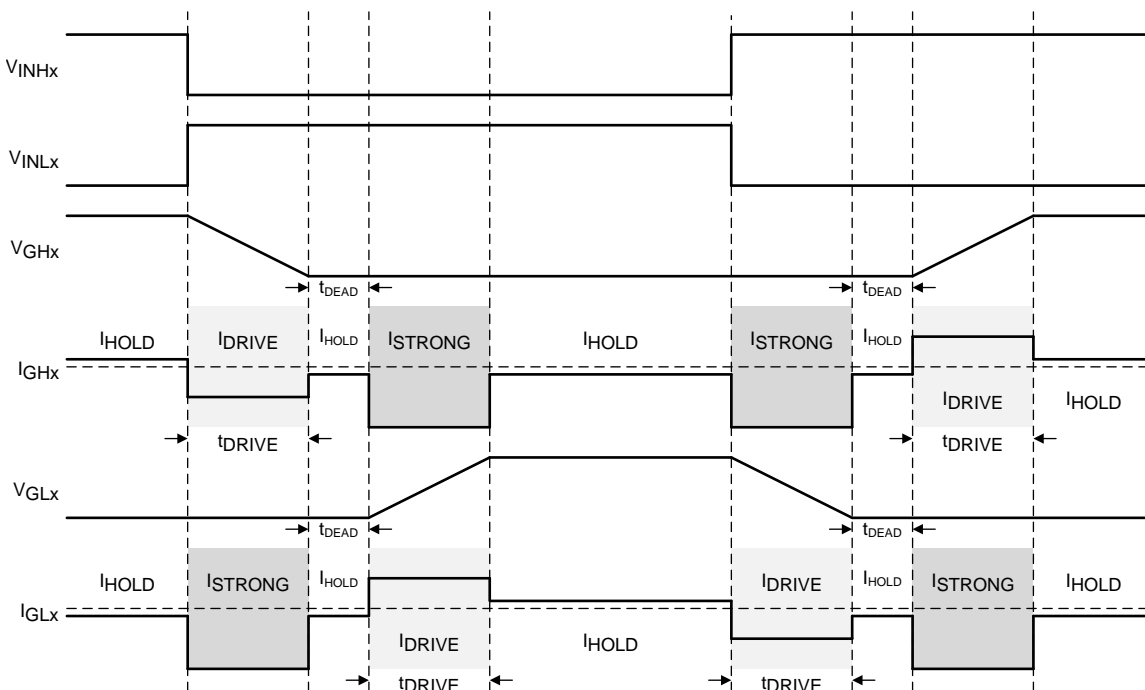 VINHx
VINLx
VGHx
tDEAD tDEAD
IHOLD IDRIVE IHOLD ISTRONG IHOLD ISTRONG IHOLD
IGHx
IDRIVE IHOLD
tDRIVE tDRIVE
VGLx
tDEAD tDEAD
IHOLD ISTRONG IHOLD IDRIVE IHOLD ISTRONG IHOLD
IGLx
IDRIVE IHOLD
tDRIVE tDRIVE